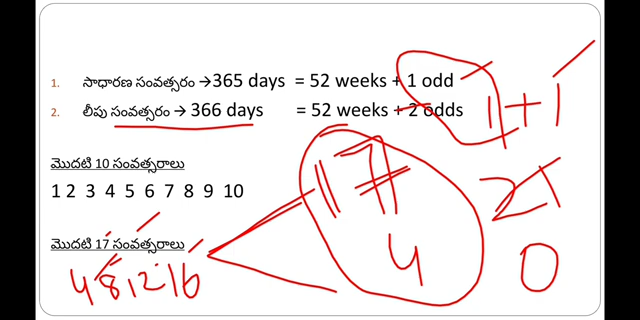 1. సాధారణ సంవత్సరం → 365 days = 52 weeks + 1 odd
2. లీపు సంవత్సరం → 366 days = 52 weeks + 2 odds
1 + 1
మొదటి 10 సంవత్సరాలు
1 2 3 4 5 6 7 8 9 10
17
21
మొదటి 17 సంవత్సరాలు
4 8 12 16
4
0